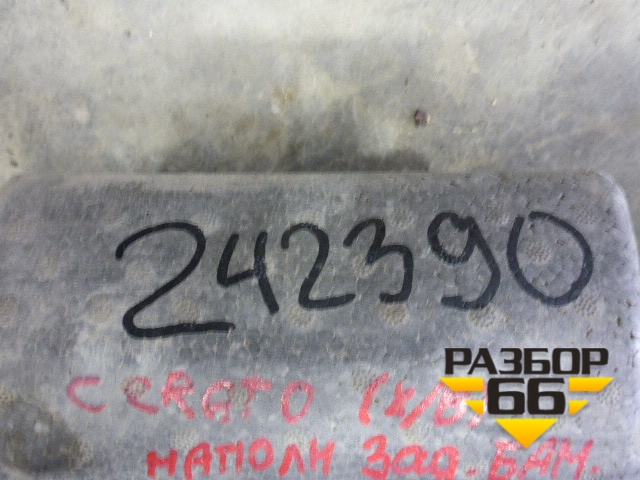 242390
CERATO (х/б)
РАЗБОР
66
наполн зад. БАМ.